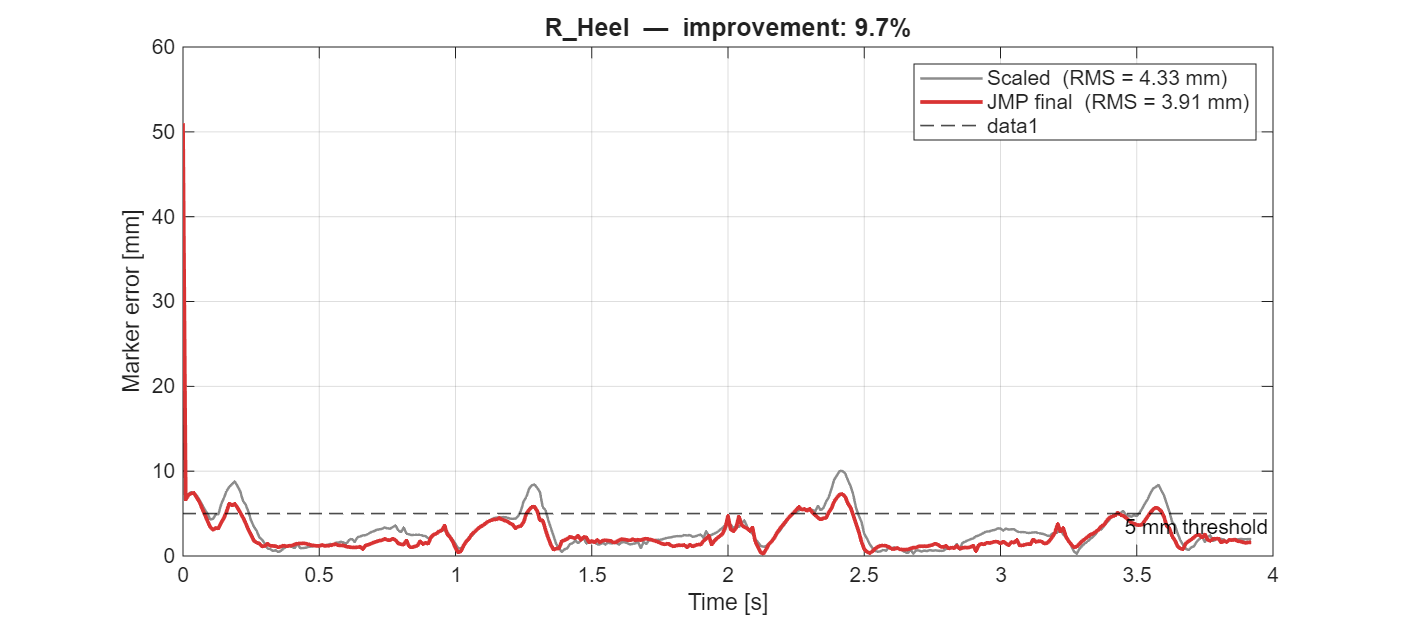 R_Heel — improvement: 9.7%
60
50
40
30
20
10
0
Marker error [mm]
Scaled (RMS = 4.33 mm)
JMP final (RMS = 3.91 mm)
data1
5 mm threshold
0 0.5 1 1.5 2 2.5 3 3.5 4
Time [s]